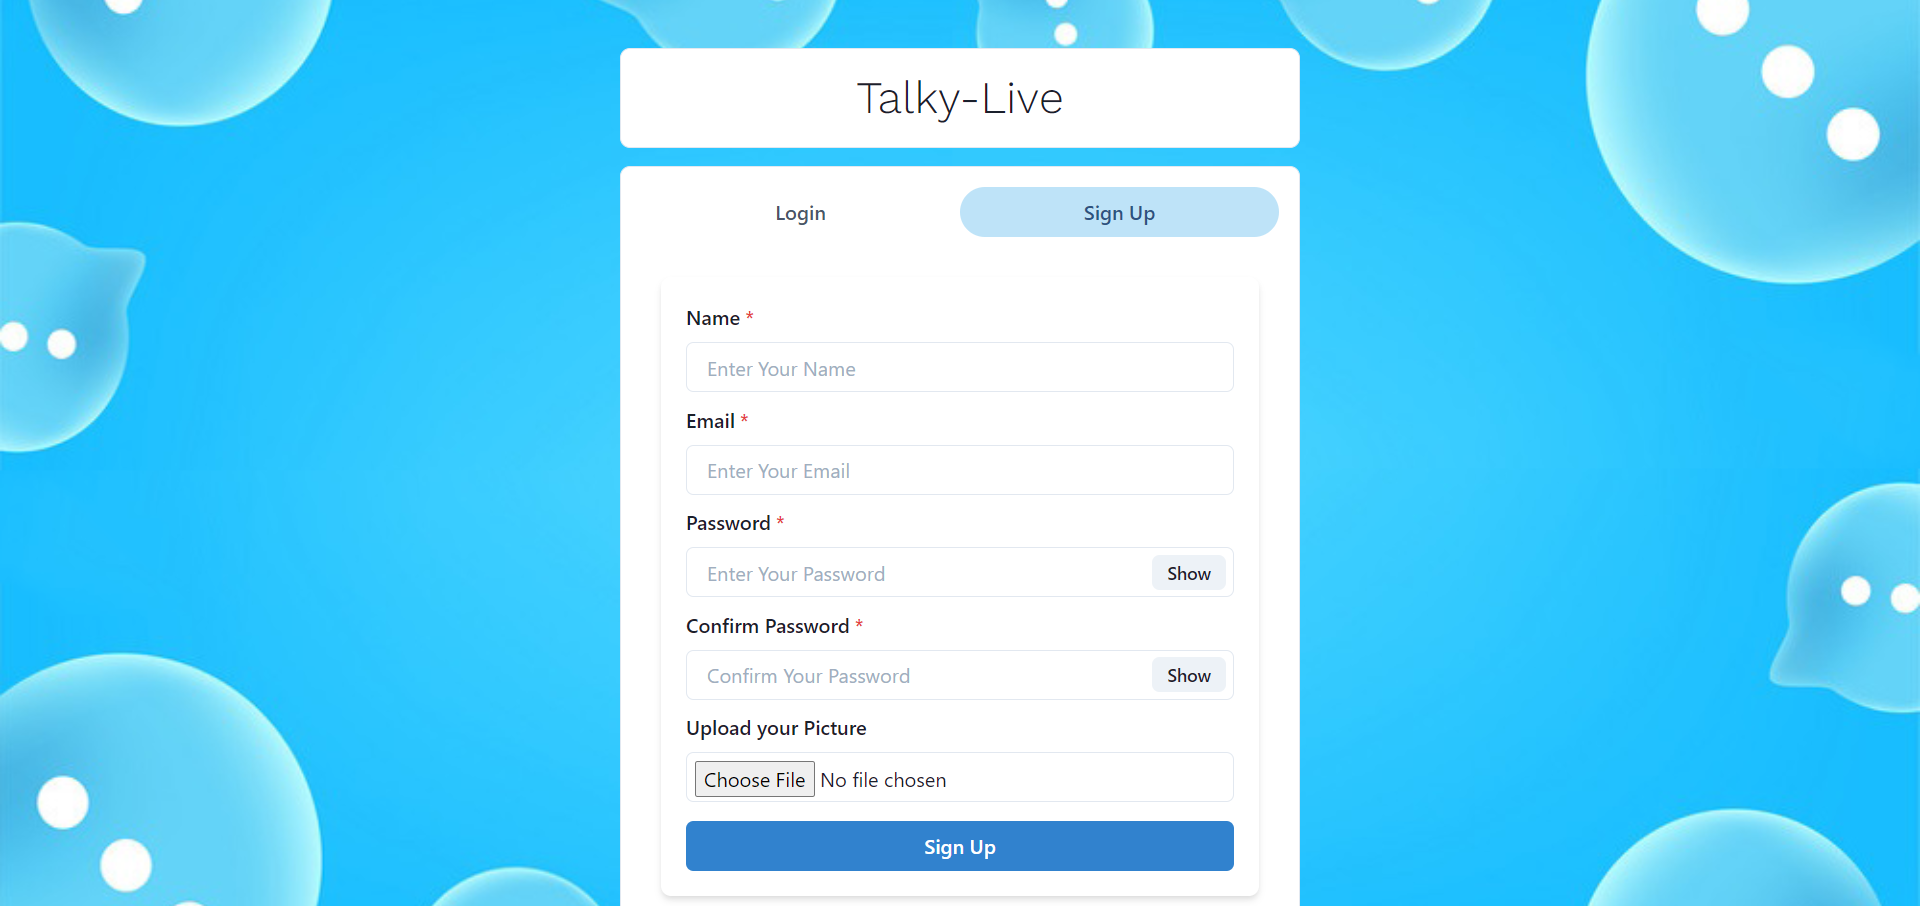 Talky-Live
Login Sign Up
Name *
Enter Your Name
Email *
Enter Your Email
Password *
Enter Your Password Show
Confirm Password *
Confirm Your Password Show
Upload your Picture
Choose File No file chosen
Sign Up